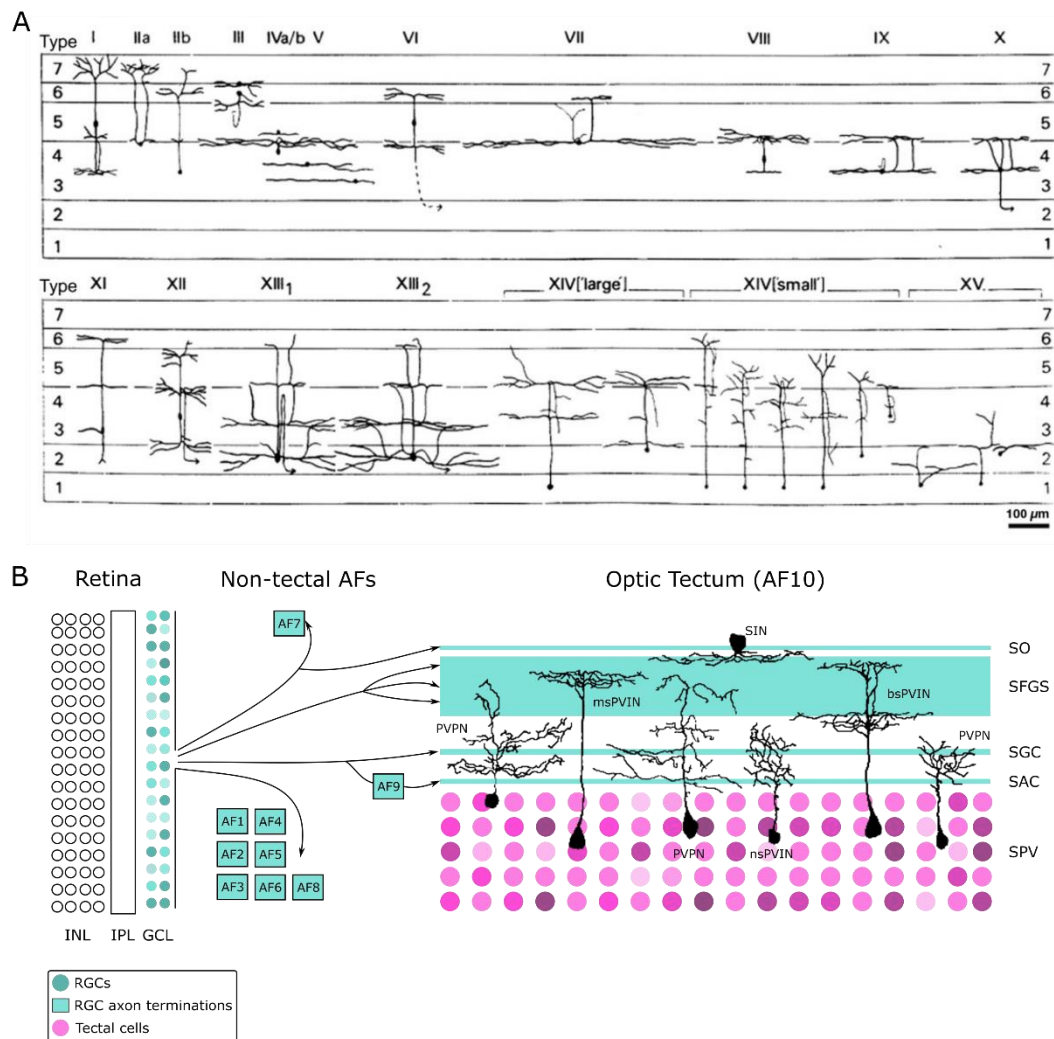 A
Type I IIa IIb III IVa/b V VI VII VIII IX X
7 7
6 6
5 5
4 4
3 3
2 2
1 1
Type XI XII XIII1 XIII2 XIV['large'] XIV['small'] XV
7 7
6 6
5 5
4 4
3 3
2 2
1 1
100 µm
B
Retina Non-tectal AFs Optic Tectum (AF10)
AF7
SIN
SO
SFGS
msPVIN
bsPVIN
PVPN
PVPN
SGC
AF9
SAC
AF1 AF4
AF2 AF5
AF3 AF6 AF8
PVPN
nsPVIN
SPV
INL IPL GCL
RGCs
RGC axon terminations
Tectal cells